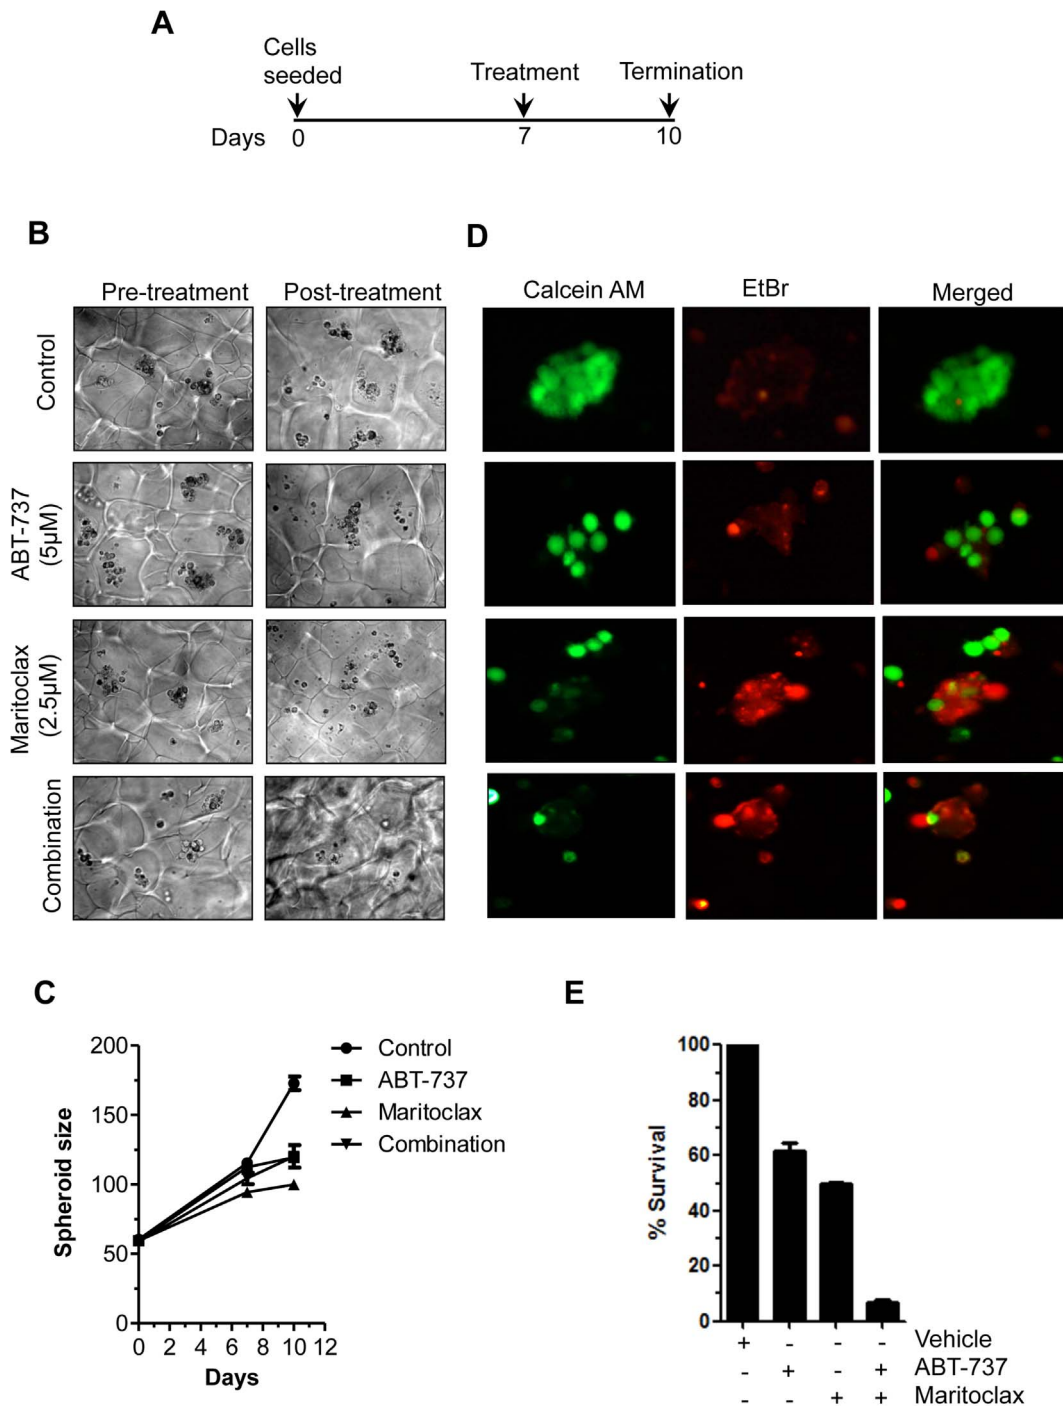 A
Cells
seeded
Treatment
Termination
Days
0
7
10
B
Pre-treatment
Post-treatment
Control
ABT-737
(5μM)
Maritoclax
(2.5μM)
Combination
D
Calcein AM
EtBr
Merged
C
Spheroid size
200
150
100
50
0
0 2 4 6 8 10 12
Days
Control
ABT-737
Maritoclax
Combination
E
% Survival
100
80
60
40
20
0
+ - - - Vehicle
- + - + ABT-737
- - + + Maritoclax